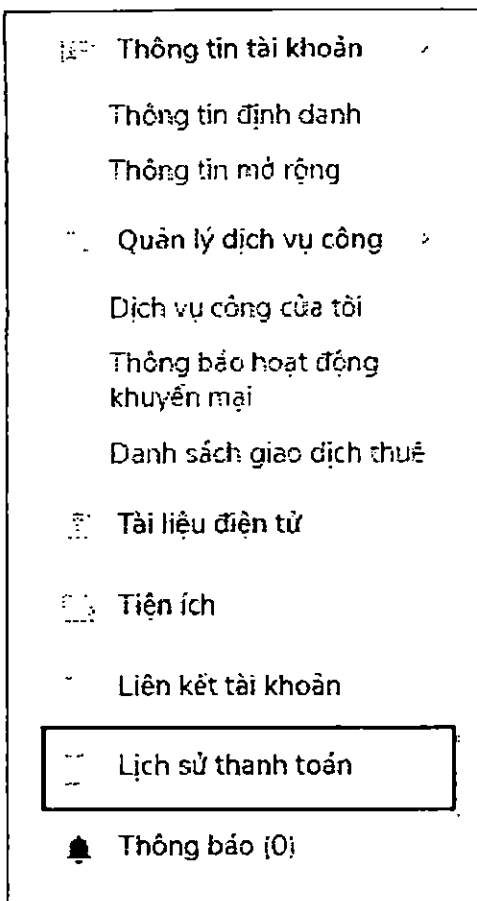 Thông tin tài khoản
Thông tin định danh
Thông tin mở rộng
Quản lý dịch vụ công
Dịch vụ công của tôi
Thông báo hoạt động
khuyến mại
Danh sách giao dịch thuế
Tài liệu điện tử
Tiện ích
Liên kết tài khoản
Lịch sử thanh toán
Thông báo (0)